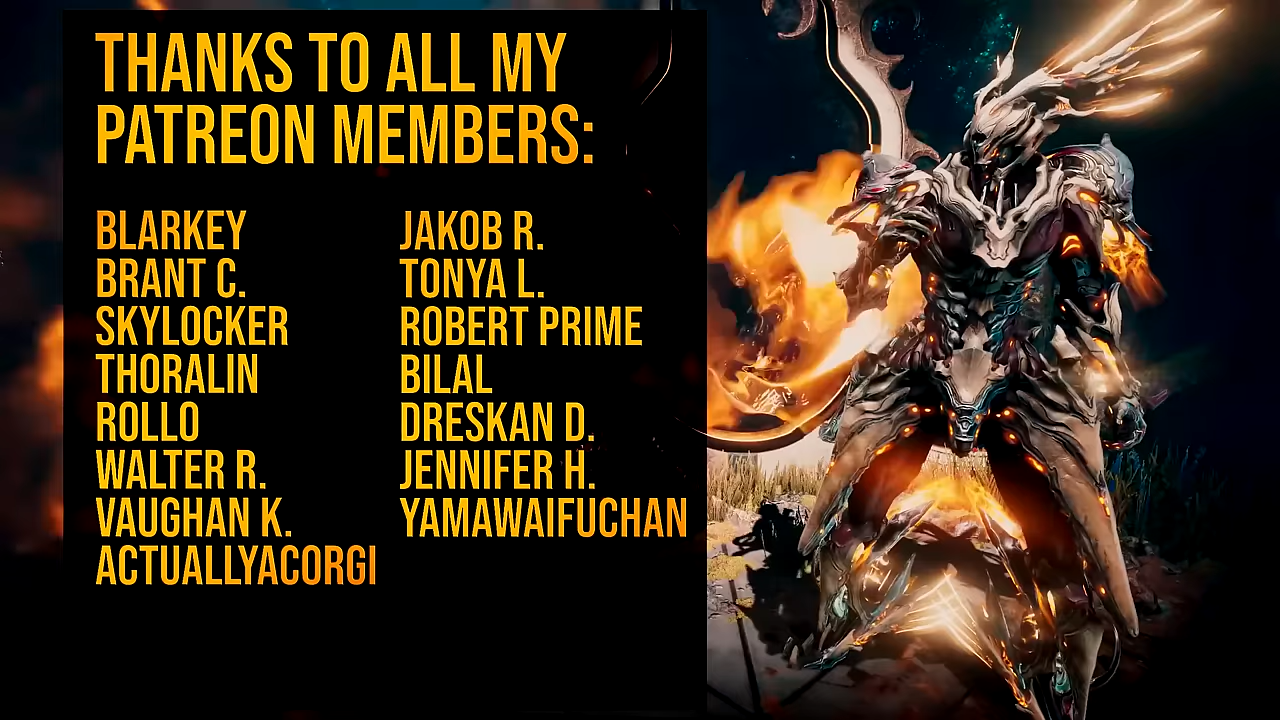 THANKS TO ALL MY
PATREON MEMBERS:
BLARKEY
BRANT C.
SKYLOCKER
THORALIN
ROLLO
WALTER R.
VAUGHAN K.
ACTUALLYACORGI
JAKOB R.
TONYA L.
ROBERT PRIME
BILAL
DRESKAN D.
JENNIFER H.
YAMAWAIFUCHAN